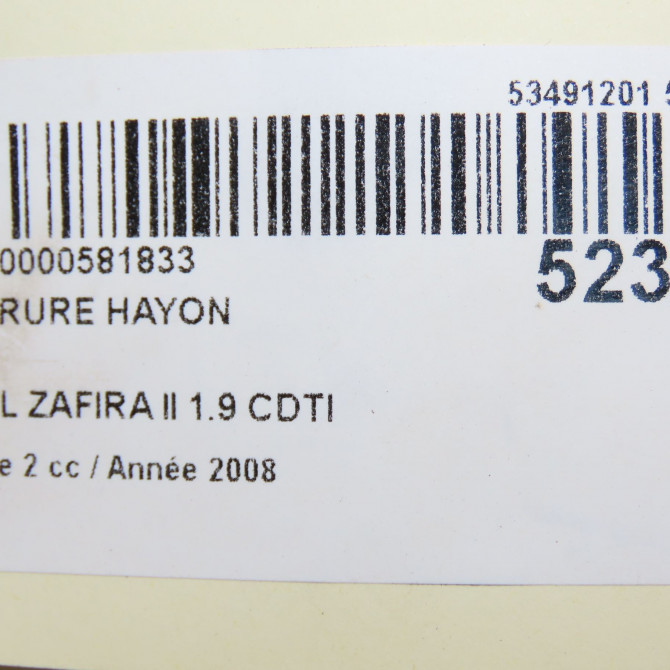 53491201 5
0000581833
523
RURE HAYON
L ZAFIRA II 1.9 CDTI
e 2 cc / Année 2008